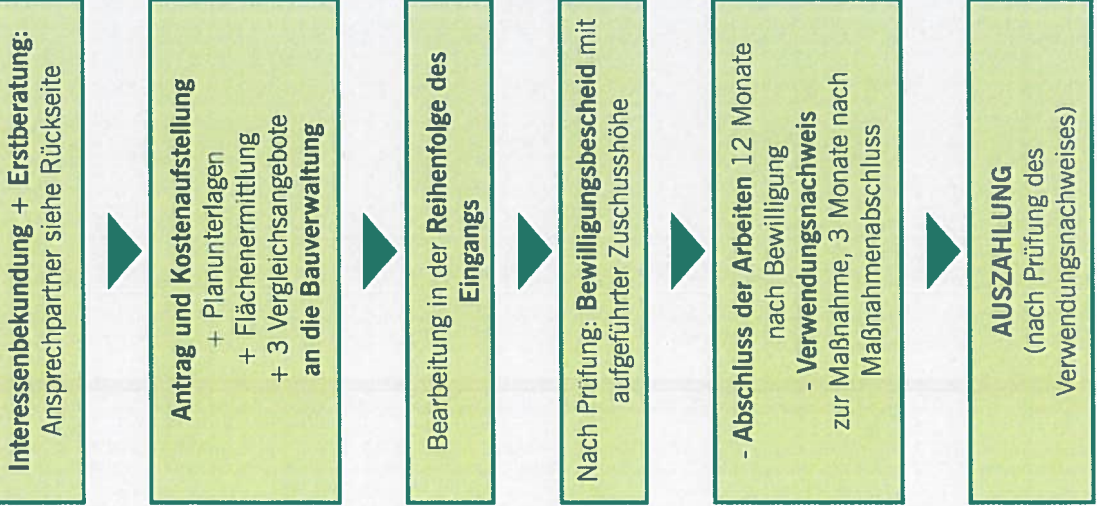 Interessenbekundung + Erstberatung:
Ansprechpartner siehe Rückseite
Antrag und Kostenaufstellung
+ Planunterlagen
+ Flächenermittlung
+ 3 Vergleichsangebote
an die Bauverwaltung
Bearbeitung in der Reihenfolge des
Eingangs
Nach Prüfung: Bewilligungsbescheid mit
aufgeführter Zuschusshöhe
- Abschluss der Arbeiten 12 Monate
nach Bewilligung
- Verwendungsnachweis
zur Maßnahme, 3 Monate nach
Maßnahmenabschluss
AUSZAHLUNG
(nach Prüfung des
Verwendungsnachweises)